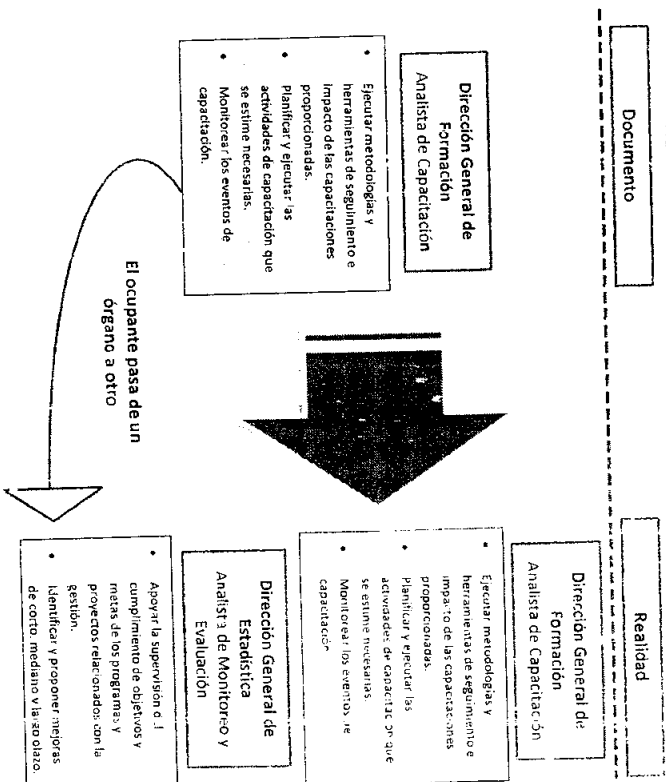 Documento
Dirección General de
Formación
Analista de Capacitación
• Ejecutar metodologías y
herramientas de seguimiento e
impacto de las capacitaciones
proporcionadas.
• Planificar y ejecutar las
actividades de capacitación que
se estime necesarias.
• Monitorear los eventos de
capacitación.
El ocupante pasa de un
órgano a otro
Realidad
Dirección General de
Formación
Analista de Capacitación
• Ejecutar metodologías y
herramientas de seguimiento e
impacto de las capacitaciones
proporcionadas.
• Planificar y ejecutar las
actividades de capacitación que
se estime necesarias.
• Monitorear los eventos de
capacitación
Dirección General de
Estadística
Analista de Monitoreo y
Evaluación
• Apoyar la supervisión del
cumplimiento de objetivos y
metas de los programas y
proyectos relacionados con la
gestión.
• Identificar y proponer mejoras
de corto, mediano y largo plazo.